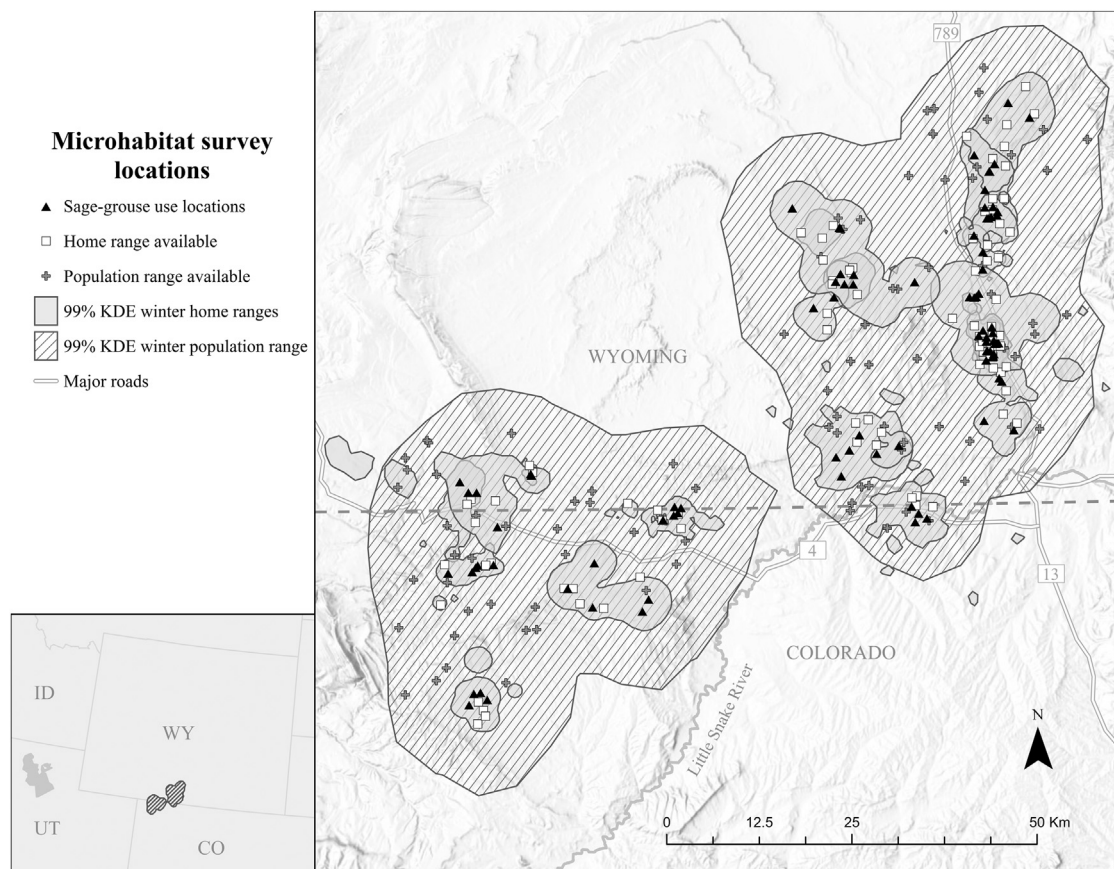 Microhabitat survey
locations
Sage-grouse use locations
Home range available
Population range available
99% KDE winter home ranges
99% KDE winter population range
Major roads
789
WYOMING
4
13
COLORADO
Little Snake River
N
0 12.5 25 50 Km
ID
WY
UT
CO